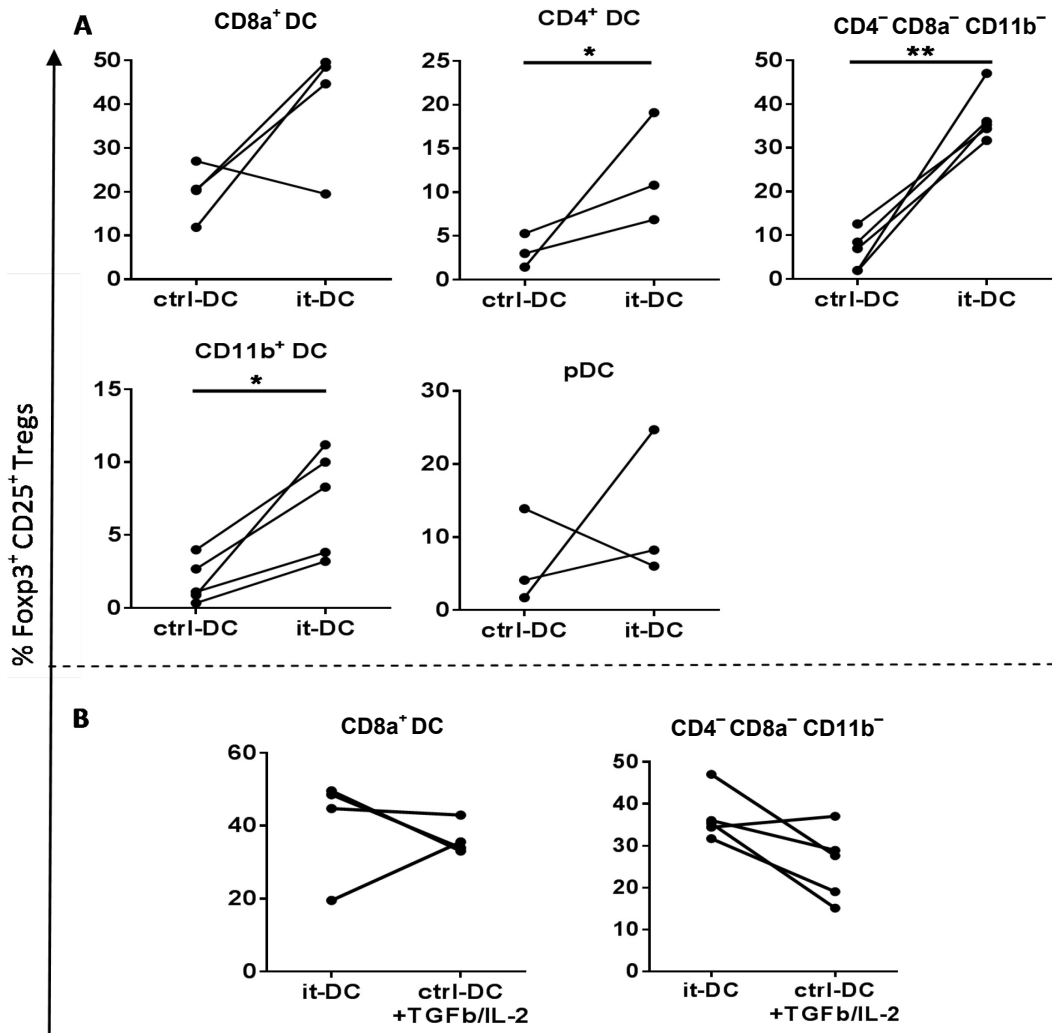 A
CD8a⁺ DC
50
40
30
20
10
0
ctrl-DC
it-DC
CD4⁺ DC
*
25
20
15
10
5
0
ctrl-DC
it-DC
CD4⁻ CD8a⁻ CD11b⁻
**
50
40
30
20
10
0
ctrl-DC
it-DC
CD11b⁺ DC
*
15
10
5
0
ctrl-DC
it-DC
pDC
30
20
10
0
ctrl-DC
it-DC
% Foxp3⁺ CD25⁺ Tregs
B
CD8a⁺ DC
60
40
20
0
it-DC
ctrl-DC
+TGFb/IL-2
CD4⁻ CD8a⁻ CD11b⁻
50
40
30
20
10
0
it-DC
ctrl-DC
+TGFb/IL-2